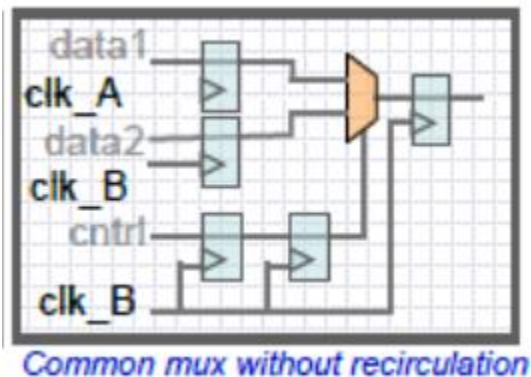 data1
clk_A
data2
clk_B
cntrl
clk_B
Common mux without recirculation